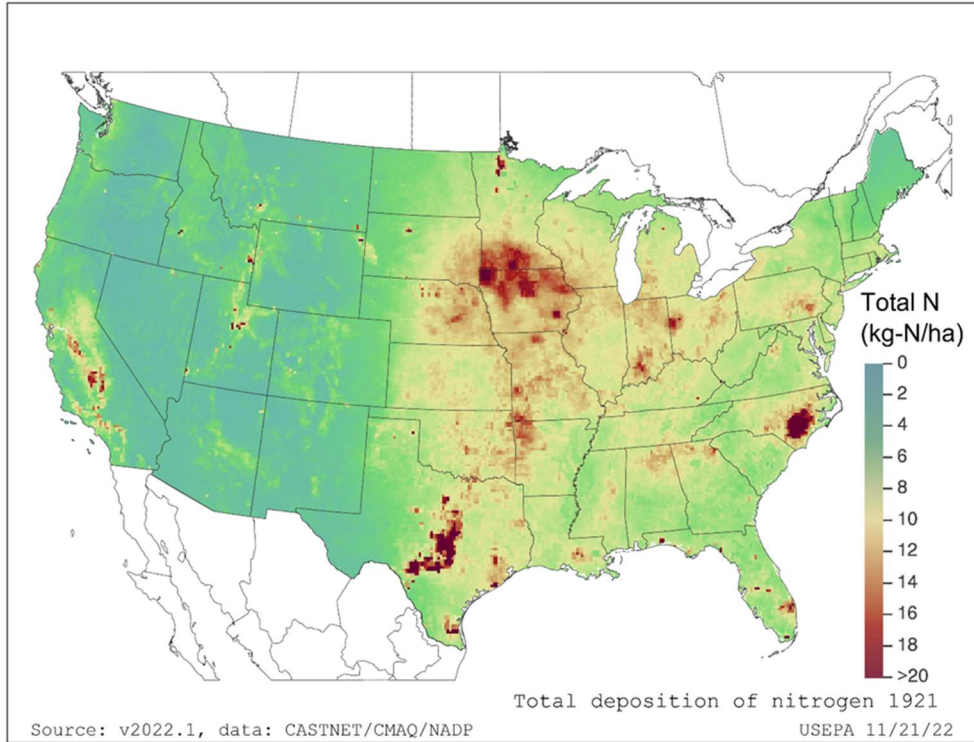 Total N
(kg-N/ha)
0
2
4
6
8
10
12
14
16
18
>20
Total deposition of nitrogen 1921
Source: v2022.1, data: CASTNET/CMAQ/NADP
USEPA 11/21/22